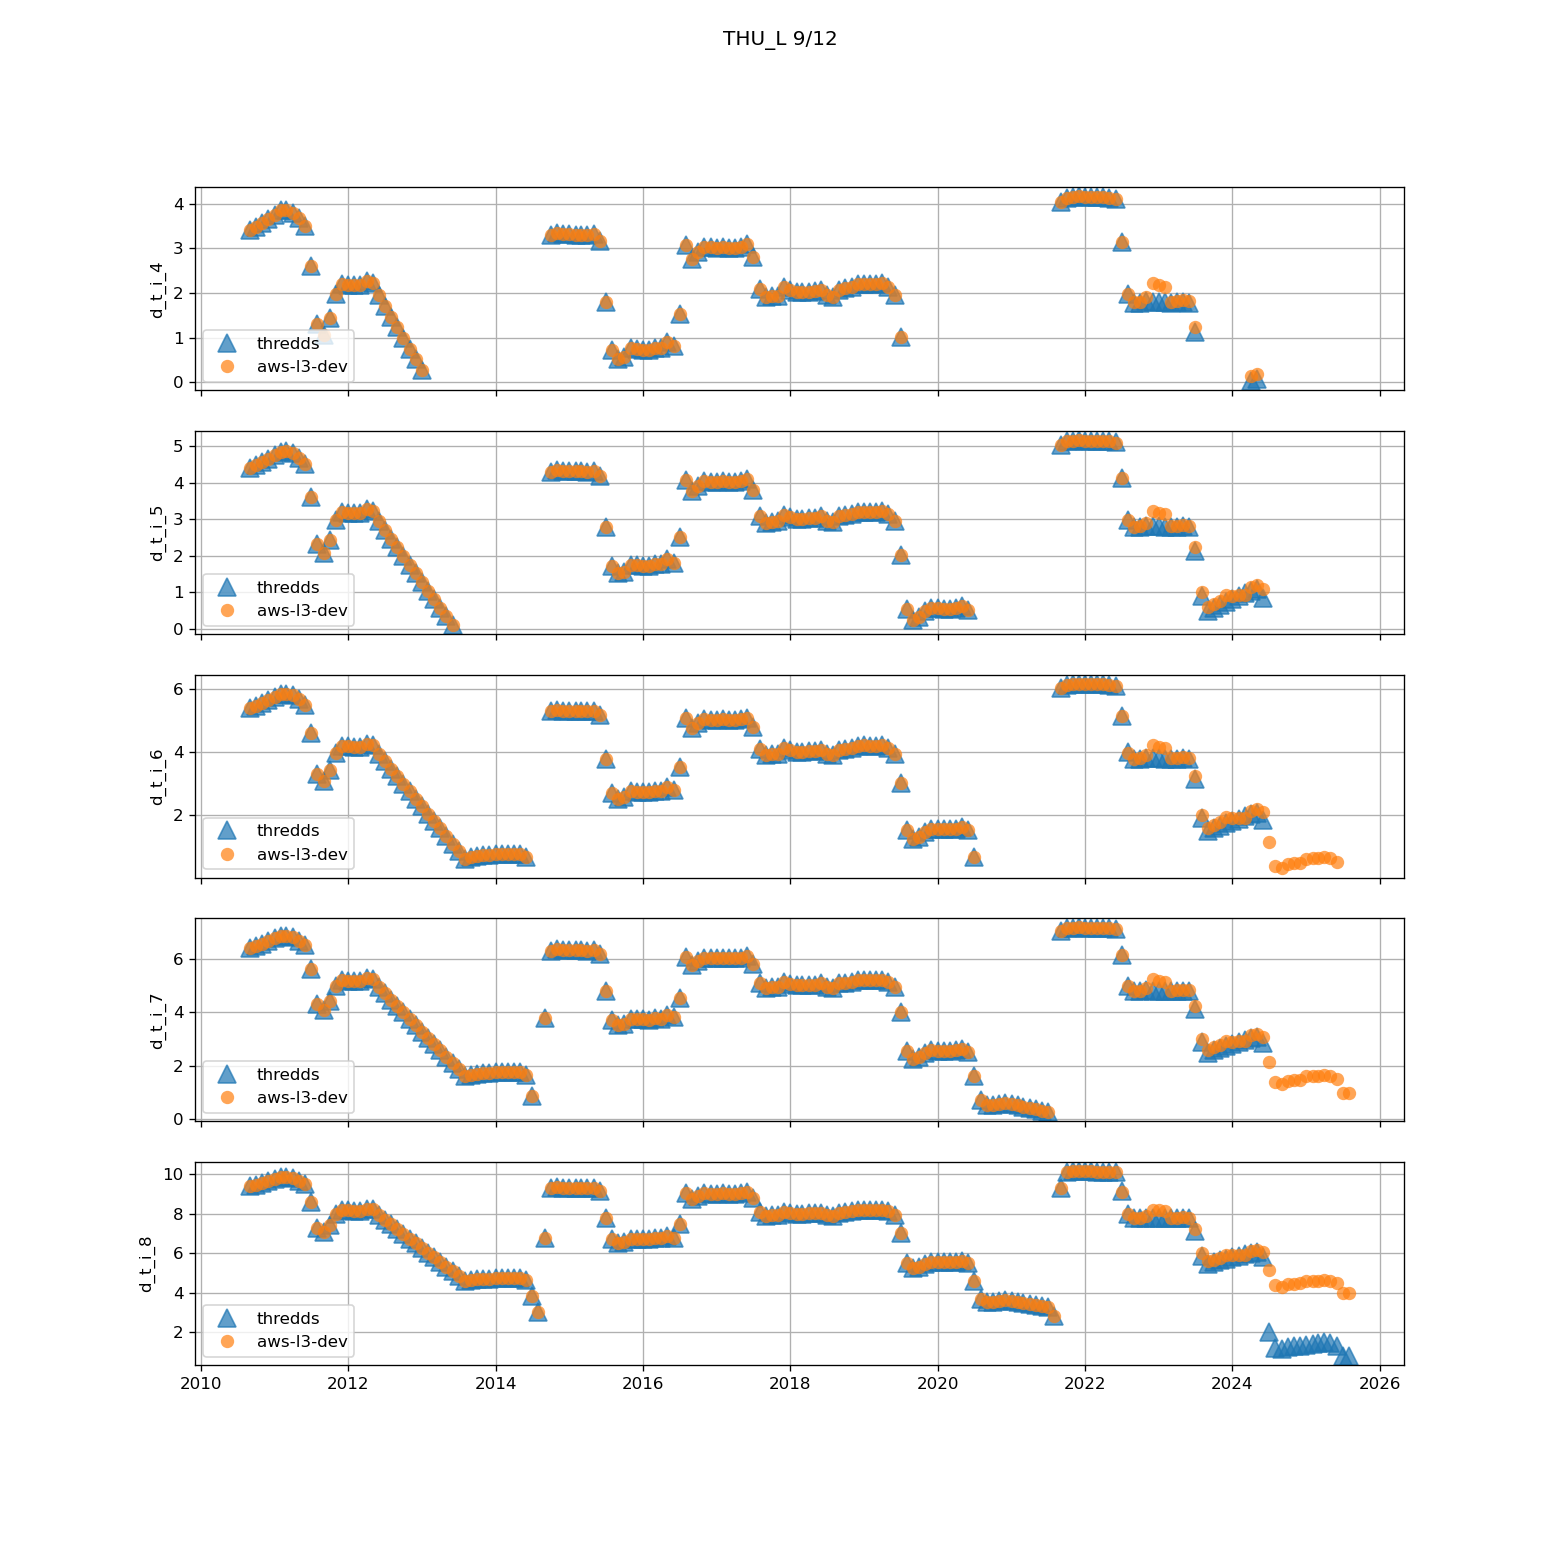 THU_L 9/12
4
3
2
1
0
d_t_i_4
thredds
aws-l3-dev
5
4
3
2
1
0
d_t_i_5
thredds
aws-l3-dev
6
4
2
d_t_i_6
thredds
aws-l3-dev
6
4
2
0
d_t_i_7
thredds
aws-l3-dev
10
8
6
4
2
d_t_i_8
thredds
aws-l3-dev
2010 2012 2014 2016 2018 2020 2022 2024 2026